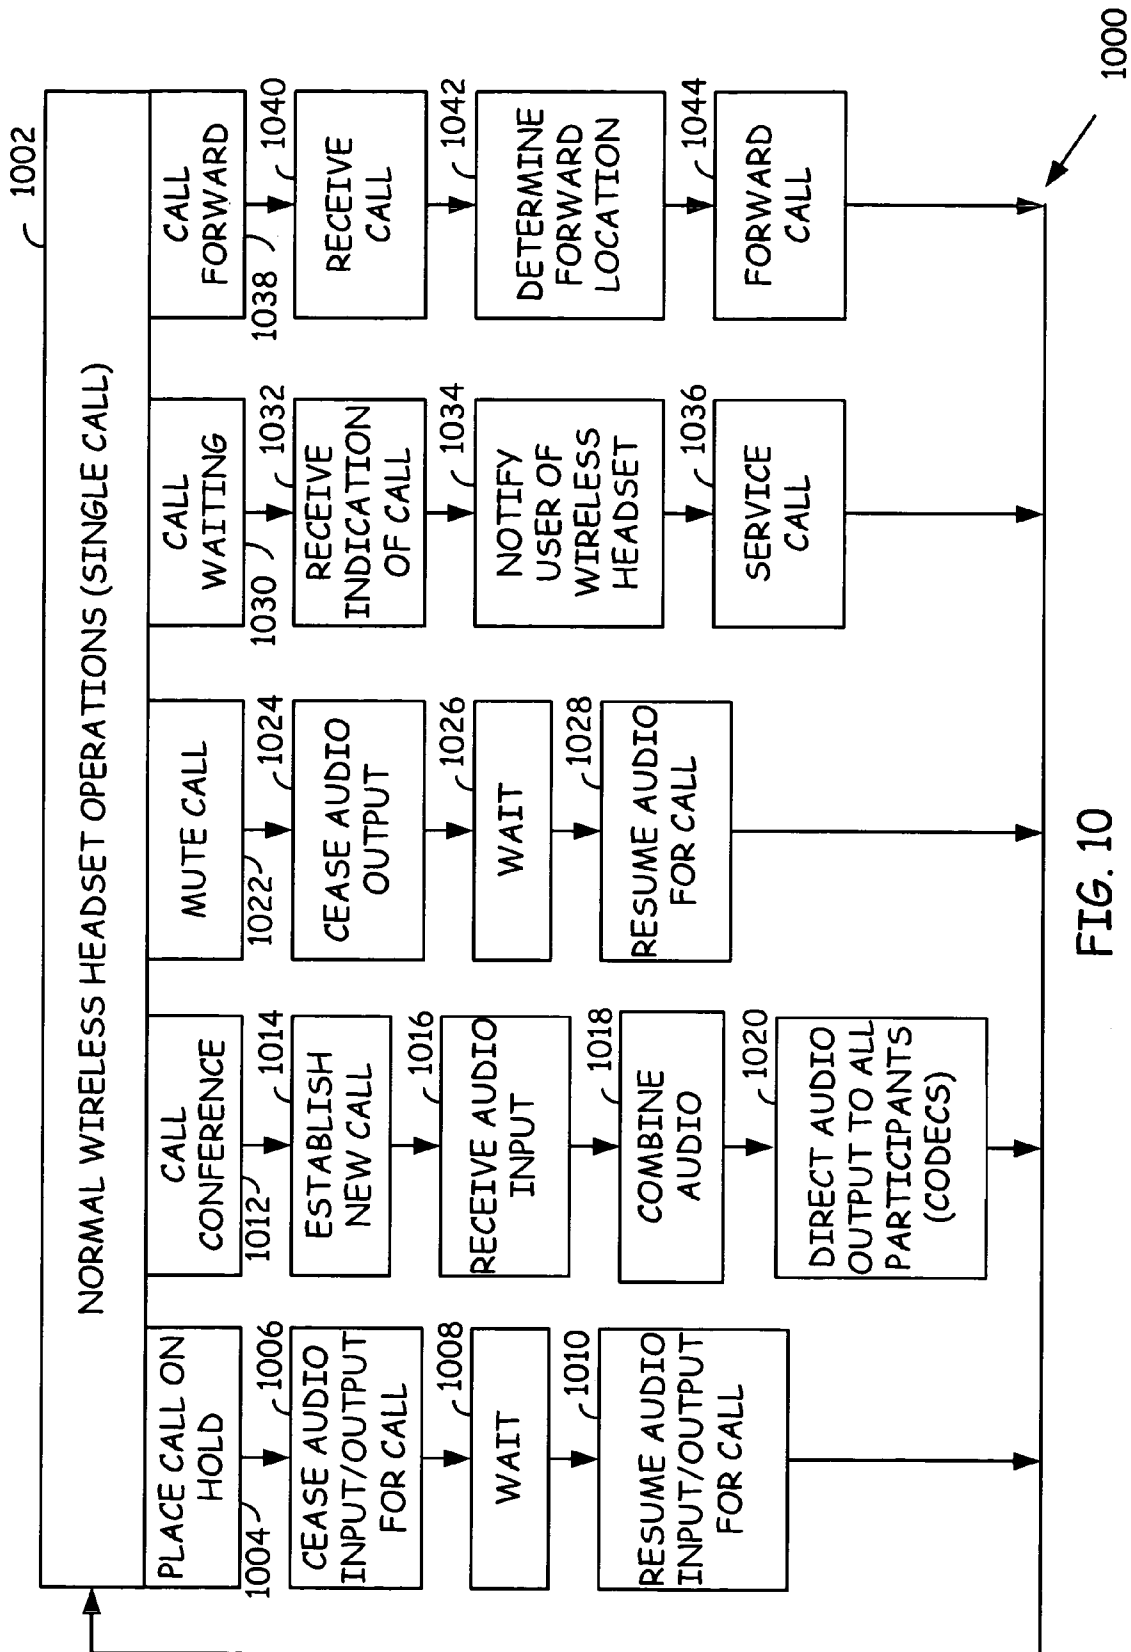 1002
NORMAL WIRELESS HEADSET OPERATIONS (SINGLE CALL)
PLACE CALL ON
HOLD
1004
1006
CEASE AUDIO
INPUT/OUTPUT
FOR CALL
1008
WAIT
1010
RESUME AUDIO
INPUT/OUTPUT
FOR CALL
CALL
CONFERENCE
1012
1014
ESTABLISH
NEW CALL
1016
RECEIVE AUDIO
INPUT
1018
COMBINE
AUDIO
1020
DIRECT AUDIO
OUTPUT TO ALL
PARTICIPANTS
(CODECS)
MUTE CALL
1022
1024
CEASE AUDIO
OUTPUT
1026
WAIT
1028
RESUME AUDIO
FOR CALL
CALL
WAITING
1030
1032
RECEIVE
INDICATION
OF CALL
1034
NOTIFY
USER OF
WIRELESS
HEADSET
1036
SERVICE
CALL
CALL
FORWARD
1038
1040
RECEIVE
CALL
1042
DETERMINE
FORWARD
LOCATION
1044
FORWARD
CALL
1000
FIG. 10